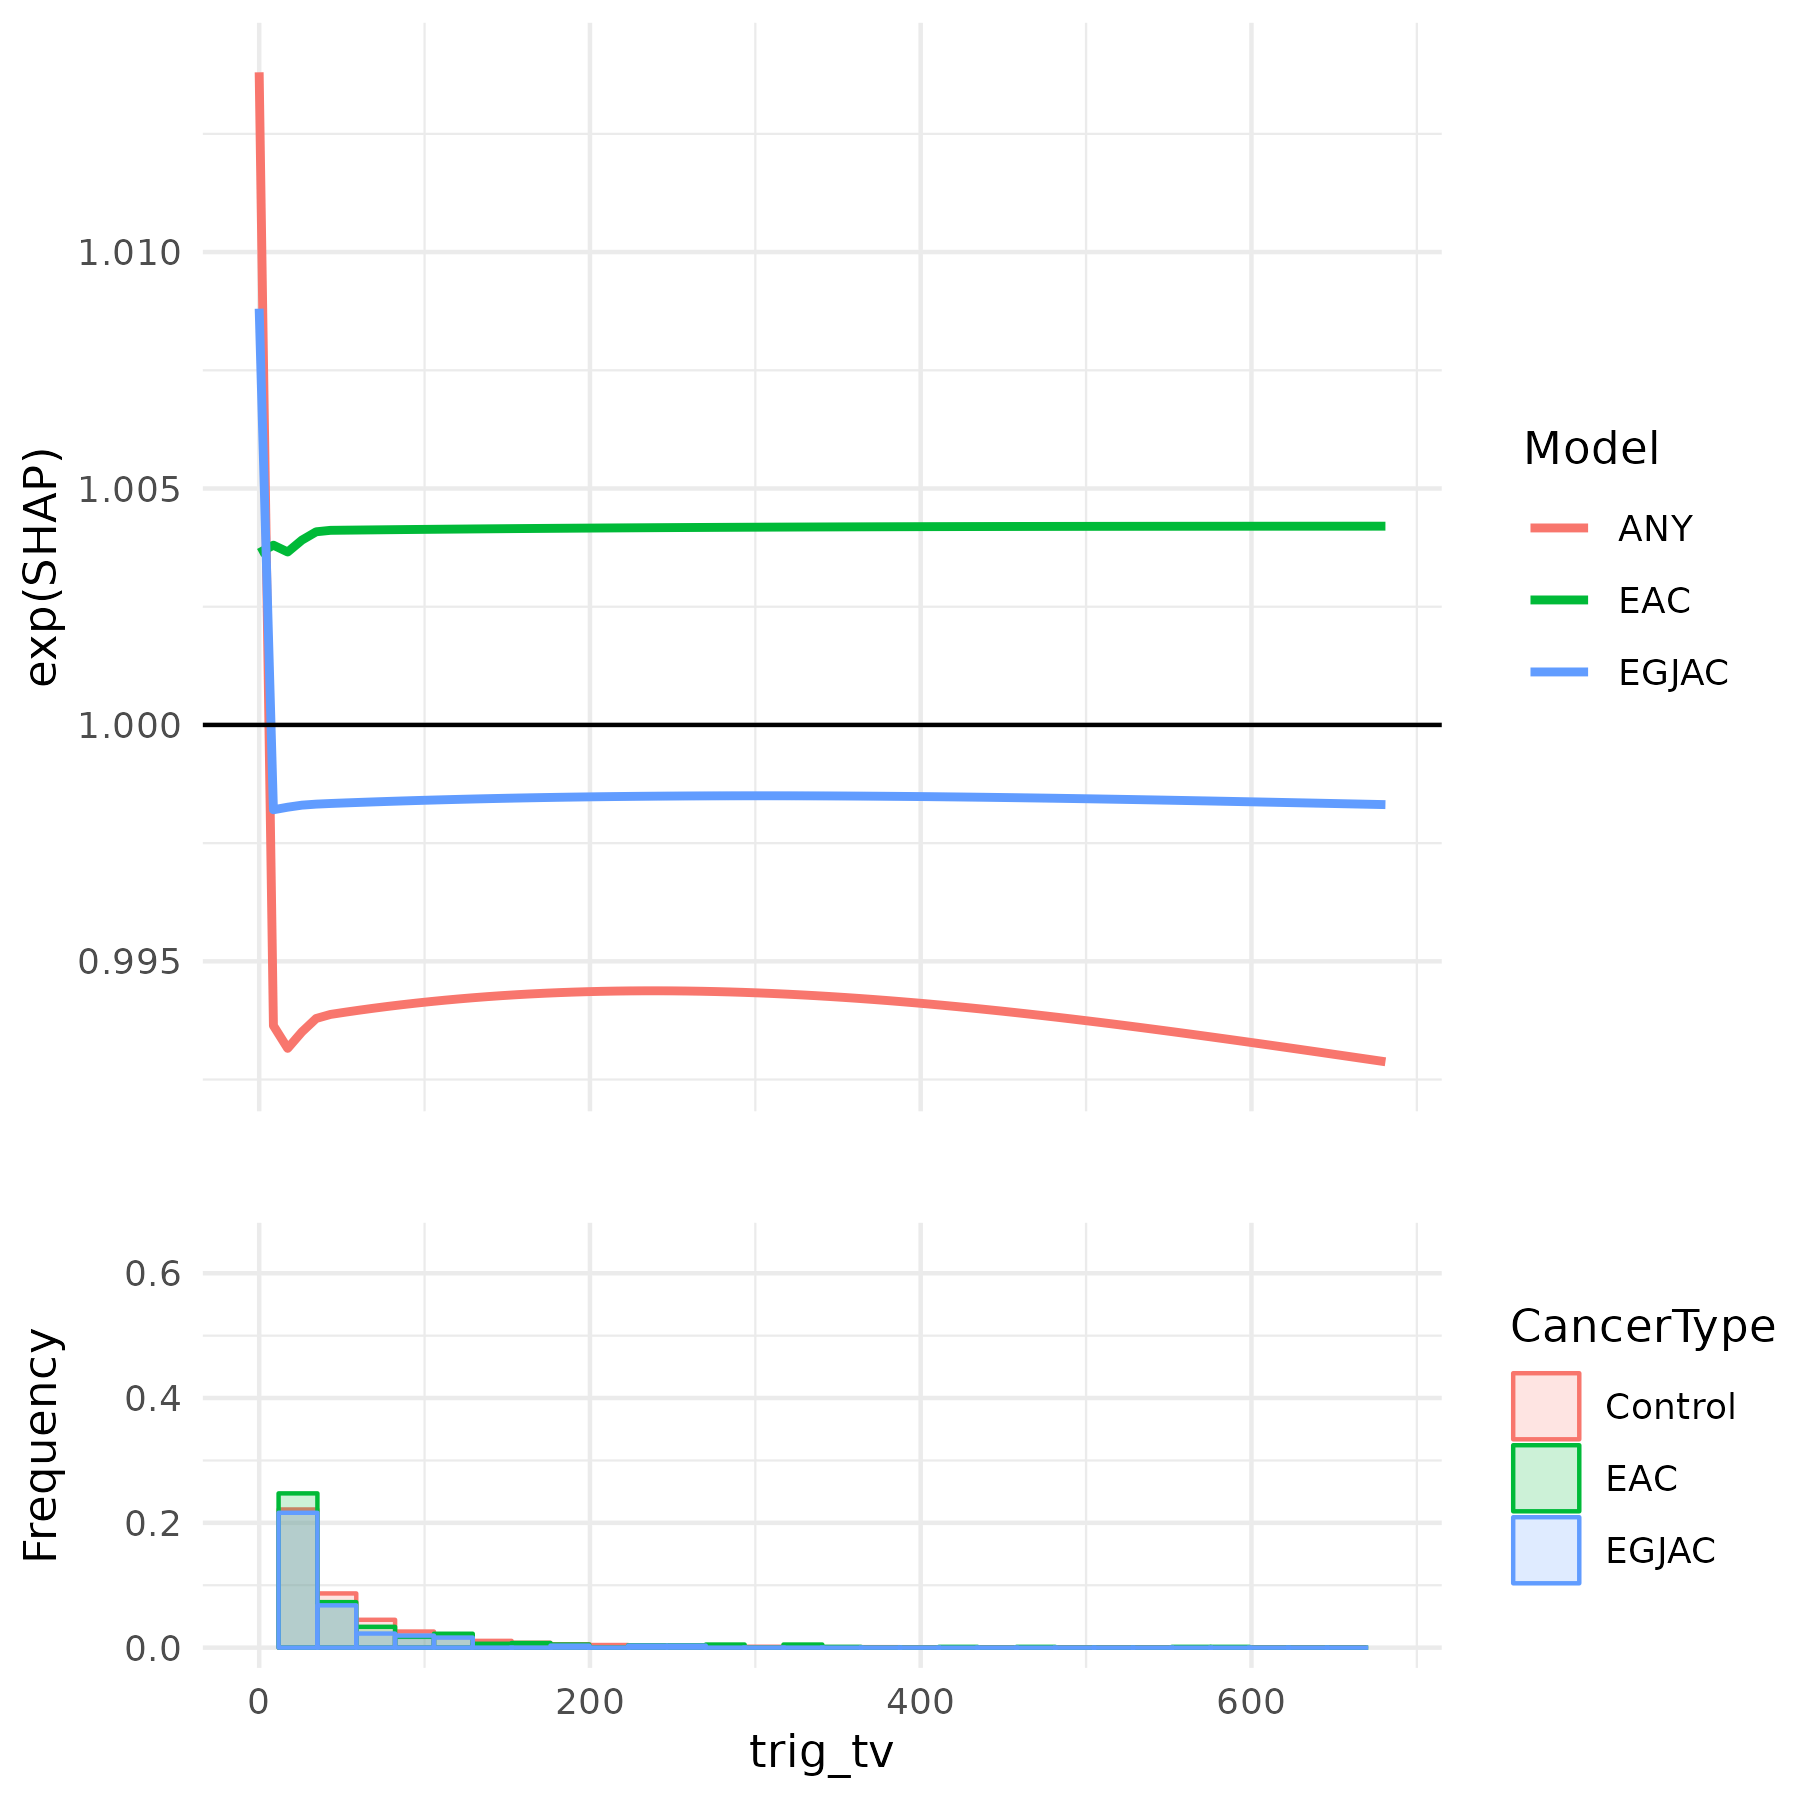 exp(SHAP)
1.010
1.005
1.000
0.995
Model
ANY
EAC
EGJAC
Frequency
0.6
0.4
0.2
0.0
0
200
400
600
trig_tv
CancerType
Control
EAC
EGJAC